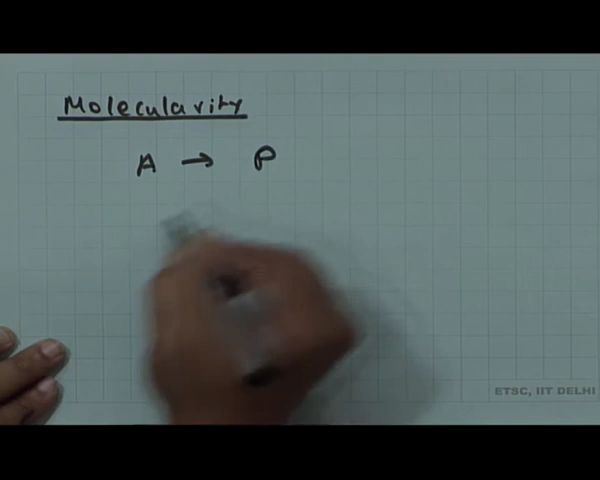 Molecularity
A → P
ETSC, IIT DELHI